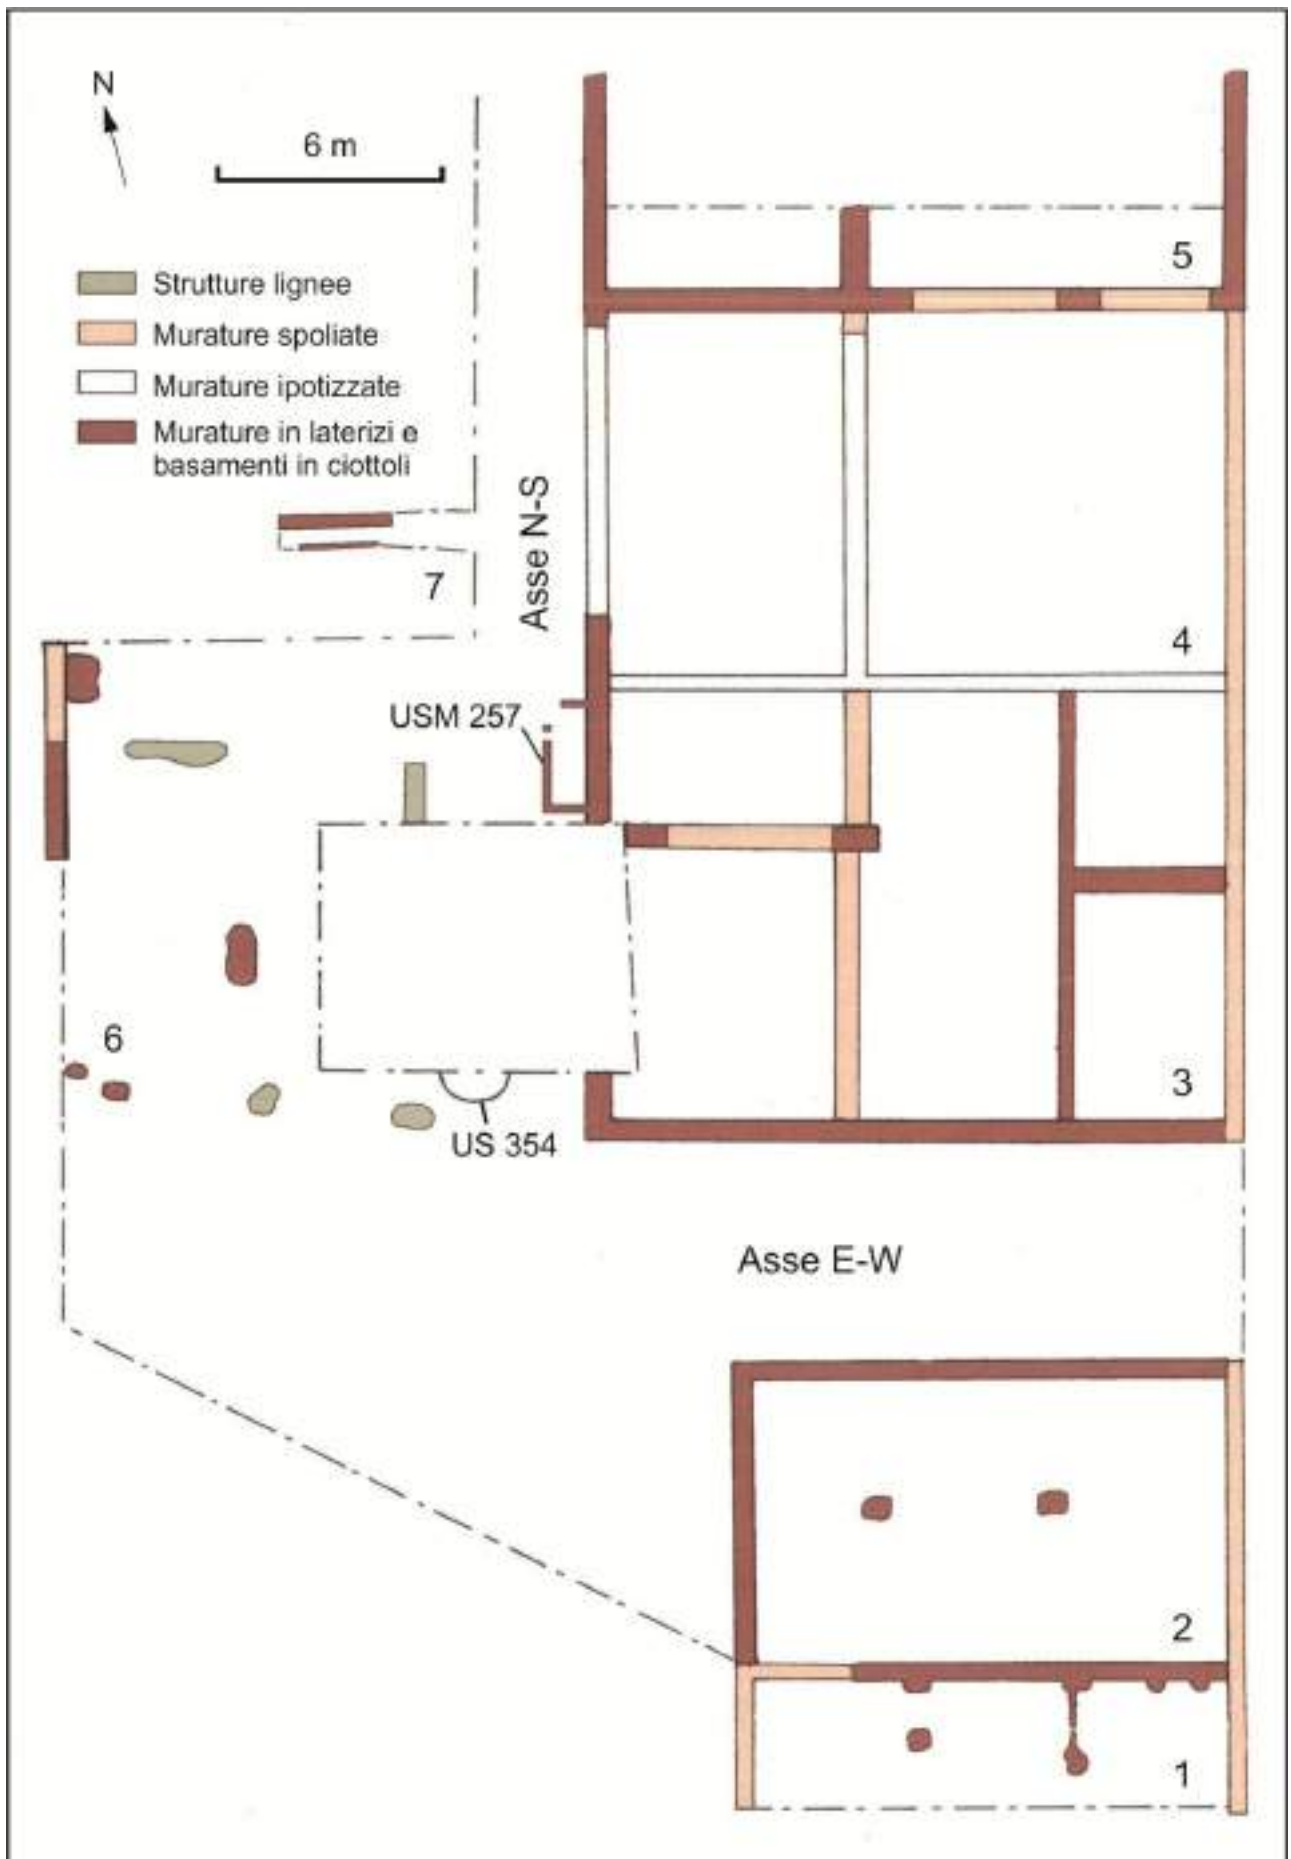 N
6 m
5
Strutture lignee
Murature spoliate
Murature ipotizzate
Murature in laterizi e
basamenti in ciottoli
Asse N-S
7
4
USM 257
6
3
US 354
Asse E-W
2
1